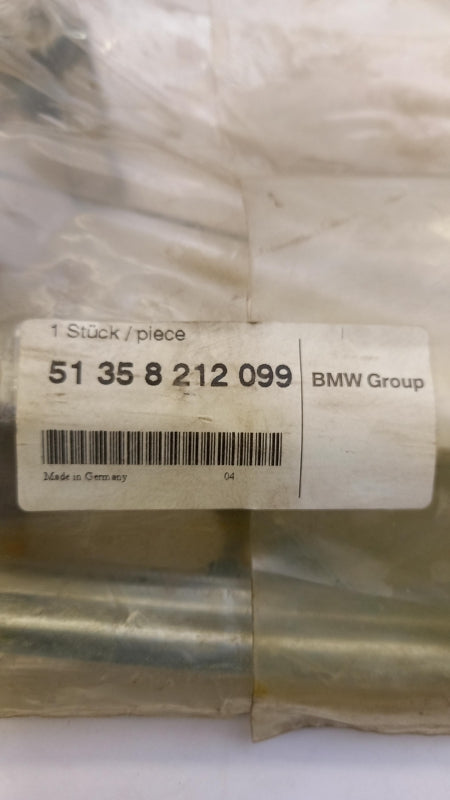 1 Stück / piece
51 35 8 212 099
BMW Group
Made in Germany 04